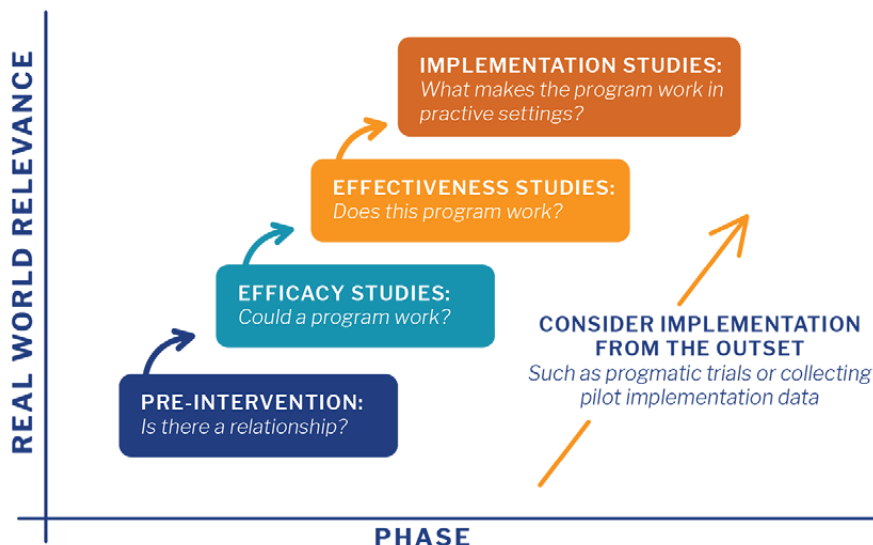 REAL WORLD RELEVANCE
IMPLEMENTATION STUDIES:
What makes the program work in
practive settings?
EFFECTIVENESS STUDIES:
Does this program work?
EFFICACY STUDIES:
Could a program work?
PRE-INTERVENTION:
Is there a relationship?
CONSIDER IMPLEMENTATION
FROM THE OUTSET
Such as progmatic trials or collecting
pilot implementation data
PHASE